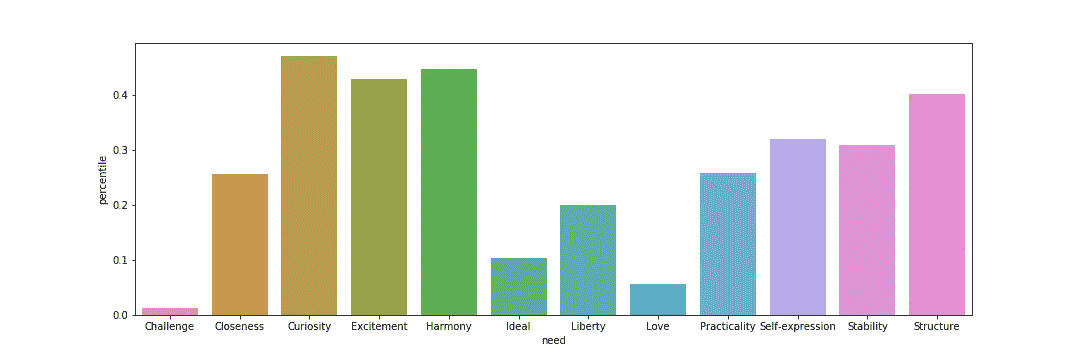 percentile
0.4
0.3
0.2
0.1
0.0
Challenge Closeness Curiosity Excitement Harmony Ideal Liberty Love Practicality Self-expression Stability Structure
need